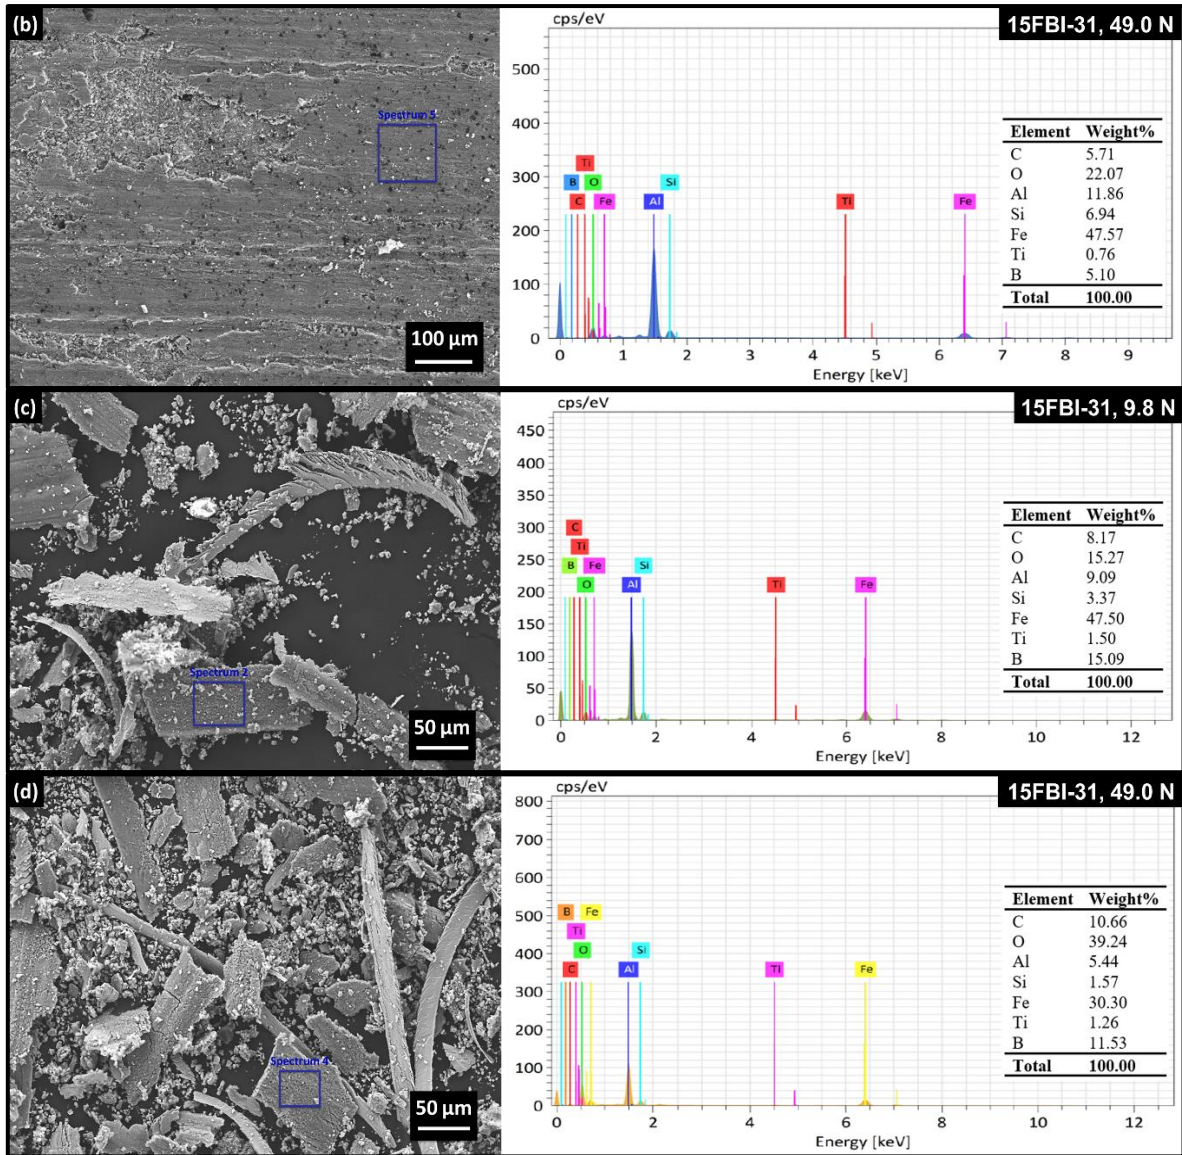 (b)
Spectrum 5
100 µm
cps/eV
15FBI-31, 49.0 N
500
400
300
200
100
0
Ti
B O Si
C Fe Al Ti Fe
0 1 2 3 4 5 6 7 8 9
Energy [keV]
Element Weight%
C 5.71
O 22.07
Al 11.86
Si 6.94
Fe 47.57
Ti 0.76
B 5.10
Total 100.00
(c)
Spectrum 2
50 µm
cps/eV
15FBI-31, 9.8 N
450
400
350
300
250
200
150
100
50
0
C
Ti
B Fe Si
O Al Ti Fe
0 2 4 6 8 10 12
Energy [keV]
Element Weight%
C 8.17
O 15.27
Al 9.09
Si 3.37
Fe 47.50
Ti 1.50
B 15.09
Total 100.00
(d)
Spectrum 4
50 µm
cps/eV
15FBI-31, 49.0 N
800
700
600
500
400
300
200
100
0
B Fe
Ti
O Si
C Al Ti Fe
0 2 4 6 8 10 12
Energy [keV]
Element Weight%
C 10.66
O 39.24
Al 5.44
Si 1.57
Fe 30.30
Ti 1.26
B 11.53
Total 100.00